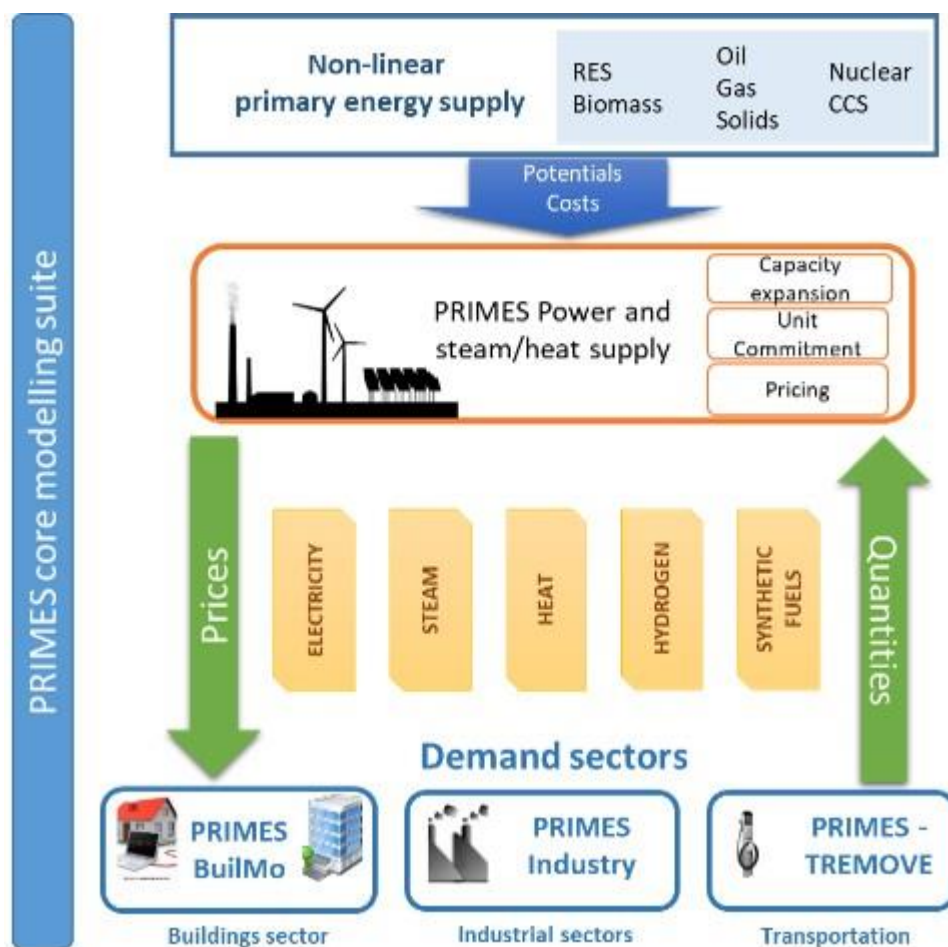 PRIMES core modelling suite
Non-linear
primary energy supply
RES
Biomass
Oil
Gas
Solids
Nuclear
CCS
Potentials
Costs
PRIMES Power and
steam/heat supply
Capacity
expansion
Unit
Commitment
Pricing
Prices
ELECTRICITY
STEAM
HEAT
HYDROGEN
SYNTHETIC
FUELS
Quantities
Demand sectors
PRIMES
BuilMo
PRIMES
Industry
PRIMES -
TREMOVE
Buildings sector
Industrial sectors
Transportation